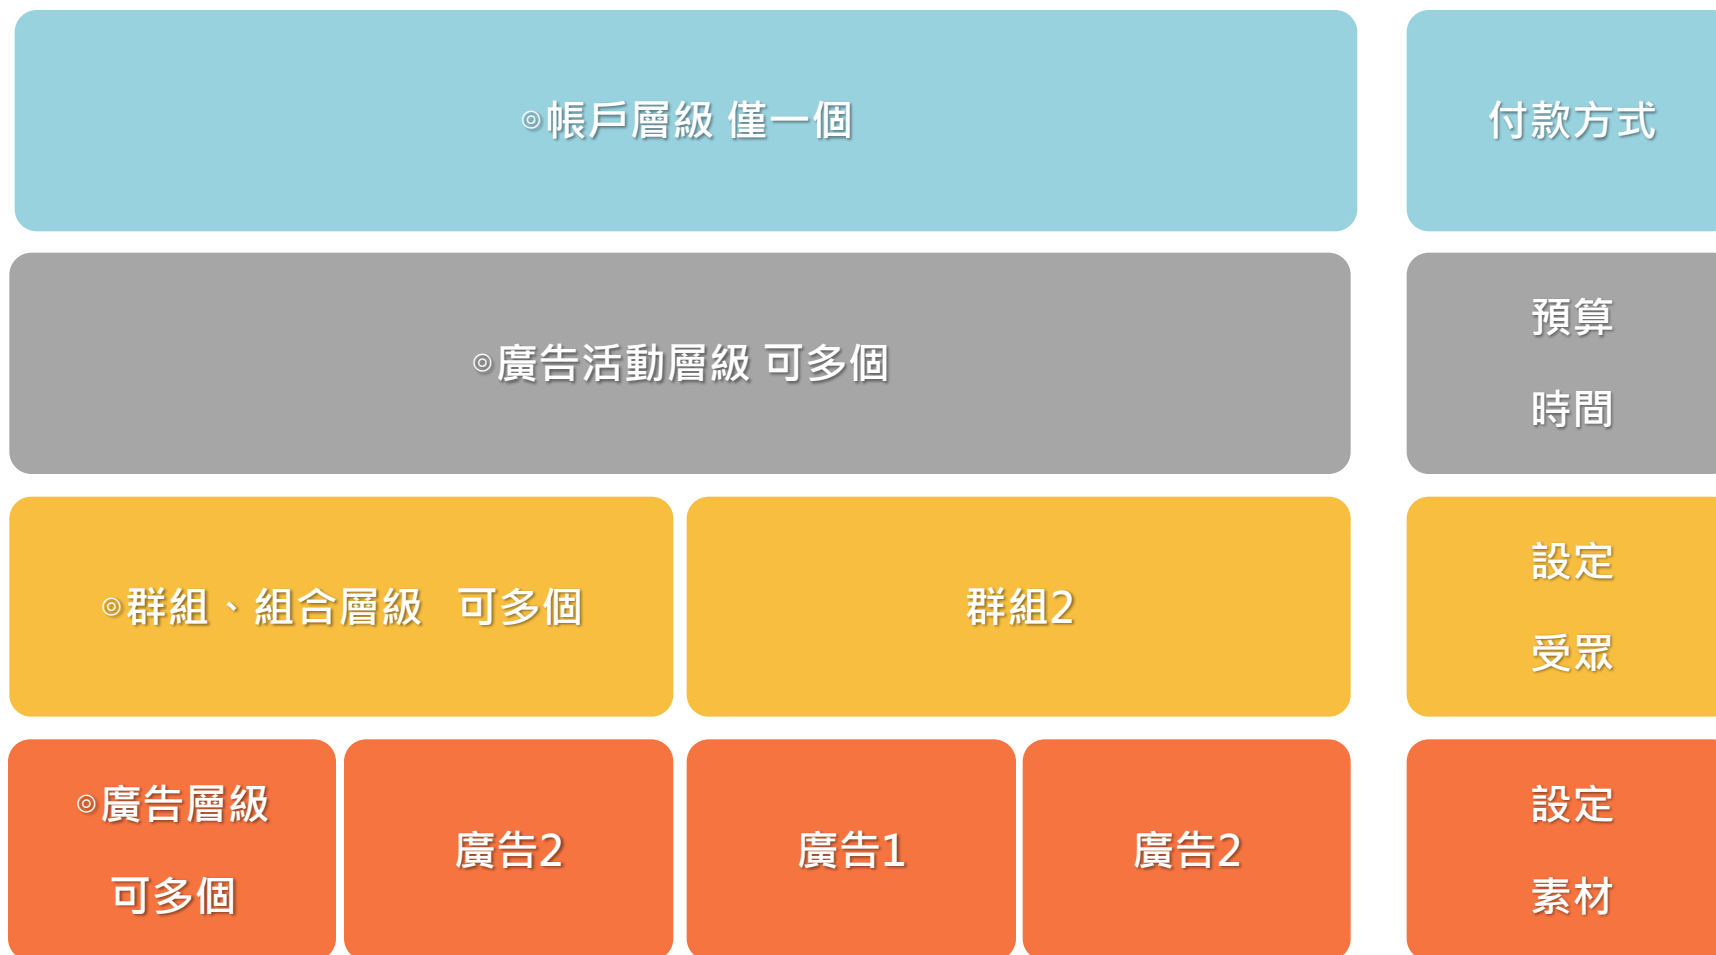 ◎帳戶層級 僅一個
付款方式
◎廣告活動層級 可多個
預算
時間
◎群組、組合層級 可多個
群組2
設定
受眾
◎廣告層級
可多個
廣告2
廣告1
廣告2
設定
素材